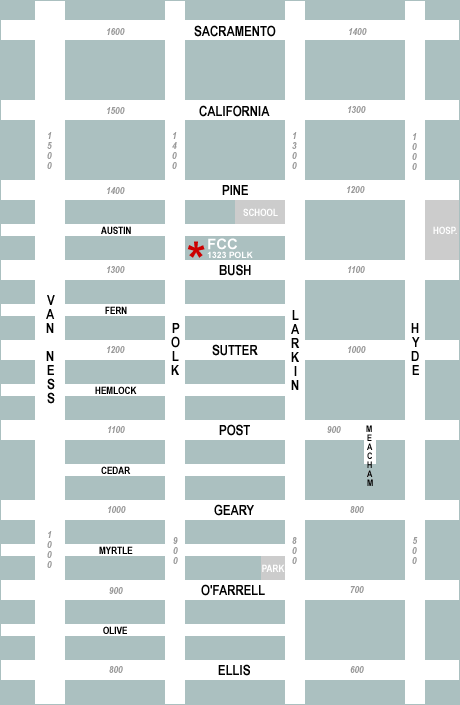 1600 SACRAMENTO 1400
1500 CALIFORNIA 1300
1500
1400
1300
1000
1400 PINE 1200
SCHOOL
AUSTIN HOSP.
FCC
1323 POLK
1300 BUSH 1100
VAN NESS
FERN
LARKIN
POLK
HYDE
1200 SUTTER 1000
HEMLOCK
1100 POST 900
MEACHAM
CEDAR
1000 GEARY 800
1000
900
800
500
MYRTLE
PARK
900 O'FARRELL 700
OLIVE
800 ELLIS 600